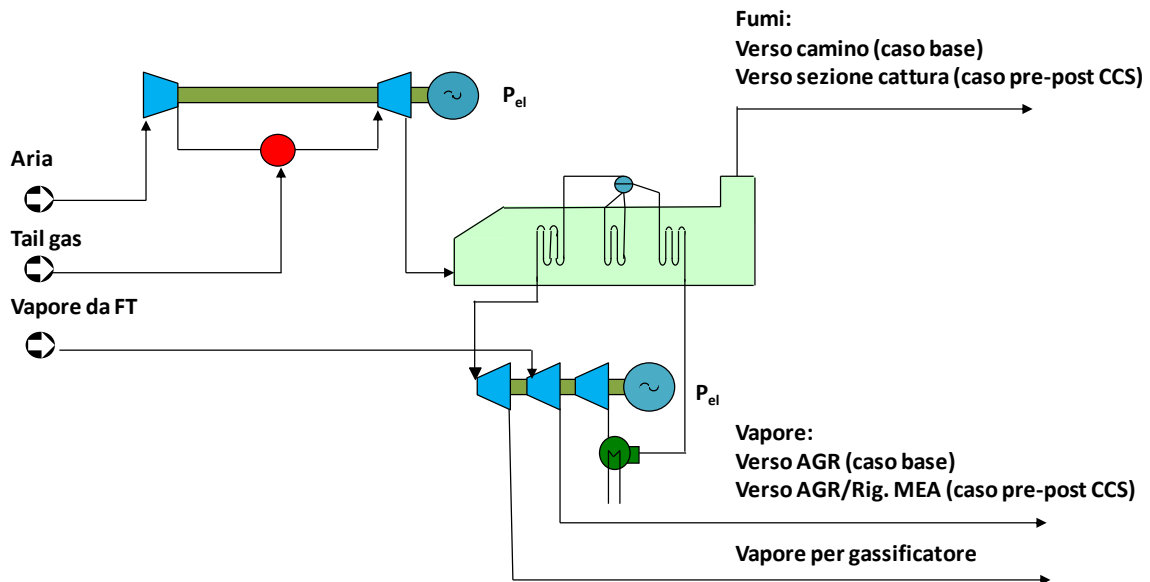 Fumi:
Verso camino (caso base)
Verso sezione cattura (caso pre-post CCS)
Pel
Aria
Tail gas
Vapore da FT
Pel
Vapore:
Verso AGR (caso base)
Verso AGR/Rig. MEA (caso pre-post CCS)
Vapore per gassificatore